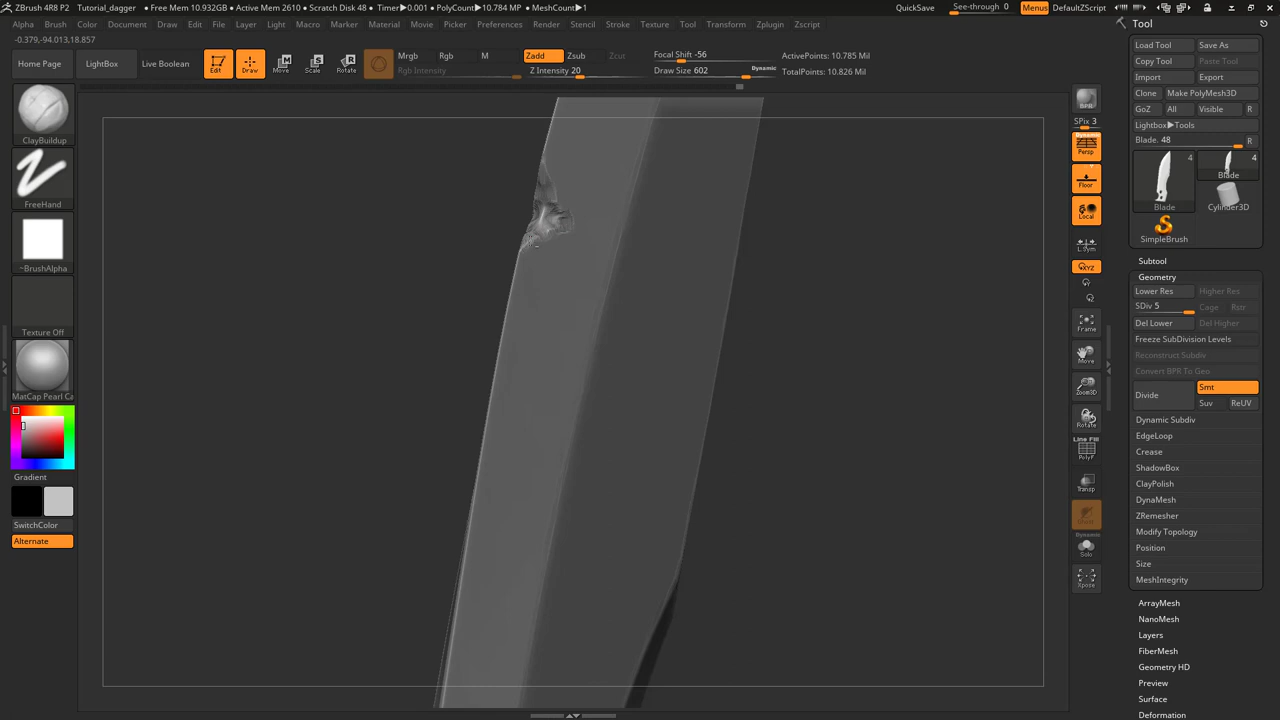 ZBrush 4R8 P2 Tutorial_dagger • Free Mem 10.932GB • Active Mem 2610 • Scratch Disk 48 • Timer▶0.001 • PolyCount▶10.784 MP • MeshCount▶1 QuickSave See-through 0 Menus DefaultZScript
Alpha Brush Color Document Draw Edit File Layer Light Macro Marker Material Movie Picker Preferences Render Stencil Stroke Texture Tool Transform Zplugin Zscript
Tool
-0.379,-94.013,18.857
Load Tool Save As
Copy Tool Paste Tool
Import Export
Clone Make PolyMesh3D
GoZ All Visible R
Lightbox▶Tools
Blade. 48 R
Home Page LightBox Live Boolean Edit Draw Move Scale Rotate
Mrgb Rgb M Zadd Zsub Zcut Focal Shift -56 ActivePoints: 10.785 Mil
Rgb Intensity Z Intensity 20 Draw Size 602 Dynamic TotalPoints: 10.826 Mil
ClayBuildup
FreeHand
~BrushAlpha
Texture Off
MatCap Pearl Ca
Gradient
SwitchColor
Alternate
BPR
SPix 3
Dynamic
Persp
Floor
Local
L.Sym
XYZ
Frame
Move
Zoom3D
Rotate
Line Fill
PolyF
Transp
Dynamic
Solo
Xpose
4 4
Blade
Blade Cylinder3D
SimpleBrush
Subtool
Geometry
Lower Res Higher Res
SDiv 5 Cage Rstr
Del Lower Del Higher
Freeze SubDivision Levels
Reconstruct Subdiv
Convert BPR To Geo
Divide Smt
Suv ReUV
Dynamic Subdiv
EdgeLoop
Crease
ShadowBox
ClayPolish
DynaMesh
ZRemesher
Modify Topology
Position
Size
MeshIntegrity
ArrayMesh
NanoMesh
Layers
FiberMesh
Geometry HD
Preview
Surface
Deformation